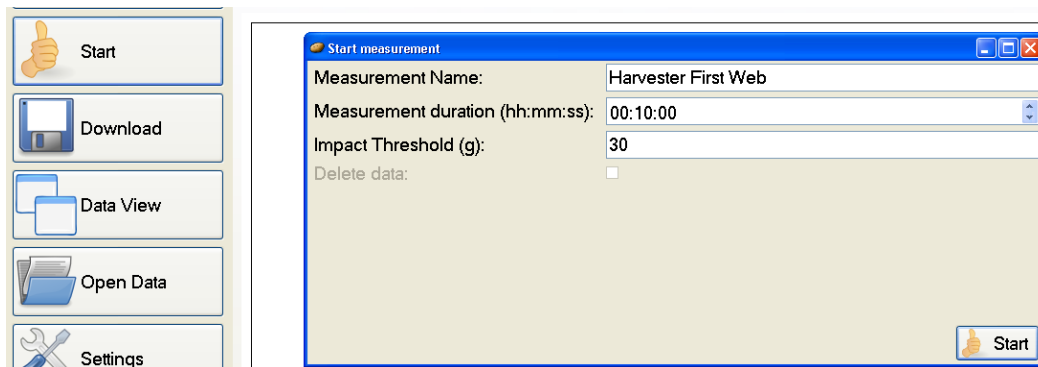 Start
Download
Data View
Open Data
Settings
Start measurement
Measurement Name: Harvester First Web
Measurement duration (hh:mm:ss): 00:10:00
Impact Threshold (g): 30
Delete data:
Start